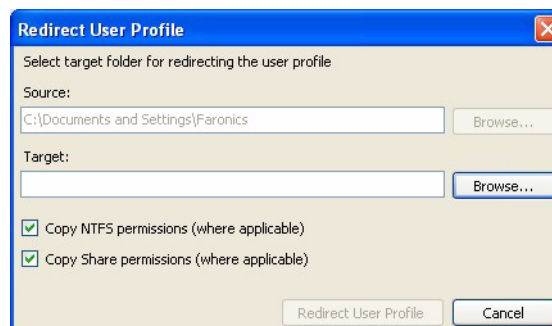 Redirect User Profile
Select target folder for redirecting the user profile
Source:
C:\Documents and Settings\Faronics
Browse...
Target:
Browse...
Copy NTFS permissions (where applicable)
Copy Share permissions (where applicable)
Redirect User Profile
Cancel